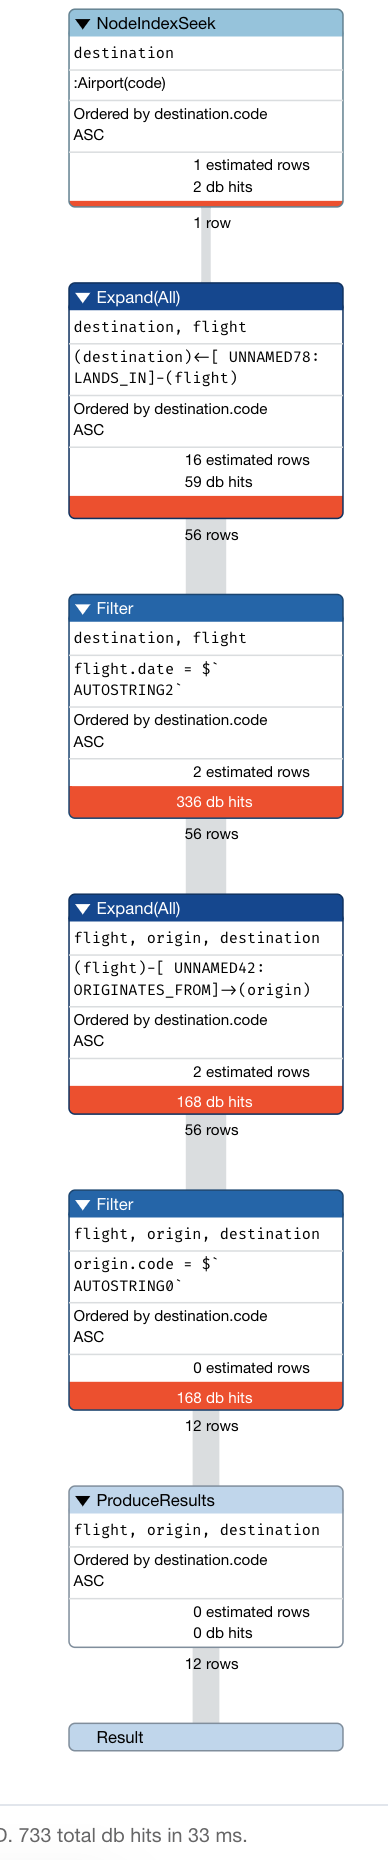 NodeIndexSeek
destination
:Airport(code)
Ordered by destination.code
ASC
1 estimated rows
2 db hits
1 row
Expand(All)
destination, flight
(destination)<-[ UNNAMED78:
LANDS_IN]-(flight)
Ordered by destination.code
ASC
16 estimated rows
59 db hits
56 rows
Filter
destination, flight
flight.date = $`
AUTOSTRING2`
Ordered by destination.code
ASC
2 estimated rows
336 db hits
56 rows
Expand(All)
flight, origin, destination
(flight)-[ UNNAMED42:
ORIGINATES_FROM]->(origin)
Ordered by destination.code
ASC
2 estimated rows
168 db hits
56 rows
Filter
flight, origin, destination
origin.code = $`
AUTOSTRING0`
Ordered by destination.code
ASC
0 estimated rows
168 db hits
12 rows
ProduceResults
flight, origin, destination
Ordered by destination.code
ASC
0 estimated rows
0 db hits
12 rows
Result
. 733 total db hits in 33 ms.